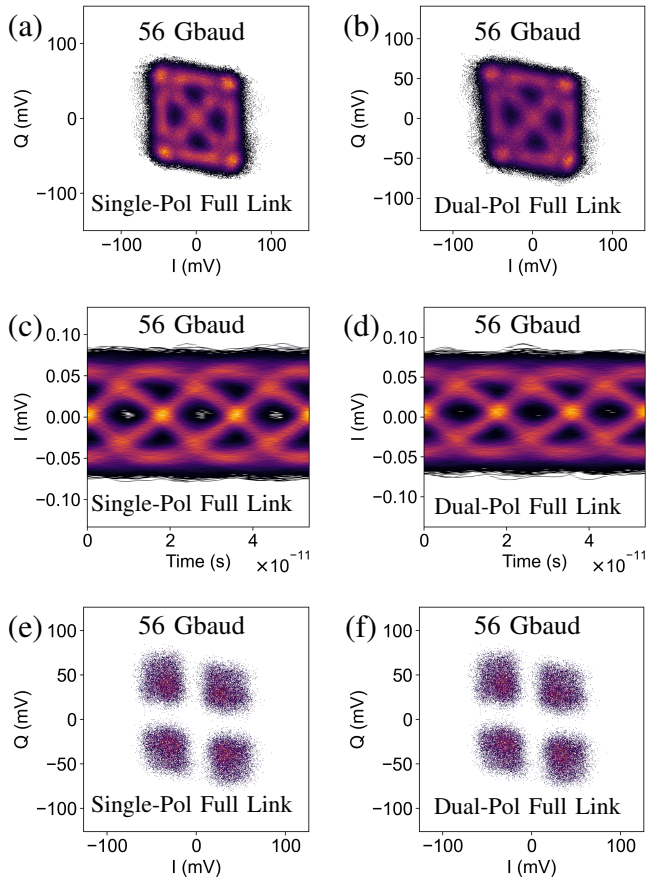 (a)
56 Gbaud
100
50
0
−50
−100
Q (mV)
Single-Pol Full Link
−100 0 100
I (mV)
(b)
56 Gbaud
100
50
0
−50
−100
Q (mV)
Dual-Pol Full Link
−100 0 100
I (mV)
(c)
56 Gbaud
0.10
0.05
0.00
−0.05
−0.10
I (mV)
Single-Pol Full Link
0 2 4
Time (s) ×10⁻¹¹
(d)
56 Gbaud
0.10
0.05
0.00
−0.05
−0.10
I (mV)
Dual-Pol Full Link
0 2 4
Time (s) ×10⁻¹¹
(e)
56 Gbaud
100
50
0
−50
−100
Q (mV)
Single-Pol Full Link
−100 0 100
I (mV)
(f)
56 Gbaud
100
50
0
−50
−100
Q (mV)
Dual-Pol Full Link
−100 0 100
I (mV)